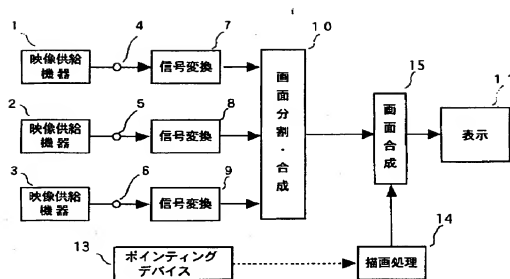 1 4 7 10
映像供給
機器
信号変換
2 5 8
映像供給
機器
信号変換
3 6 9
映像供給
機器
信号変換
画面分割・合成
15
画面合成
表示
13
ポインティング
デバイス
14
描画処理